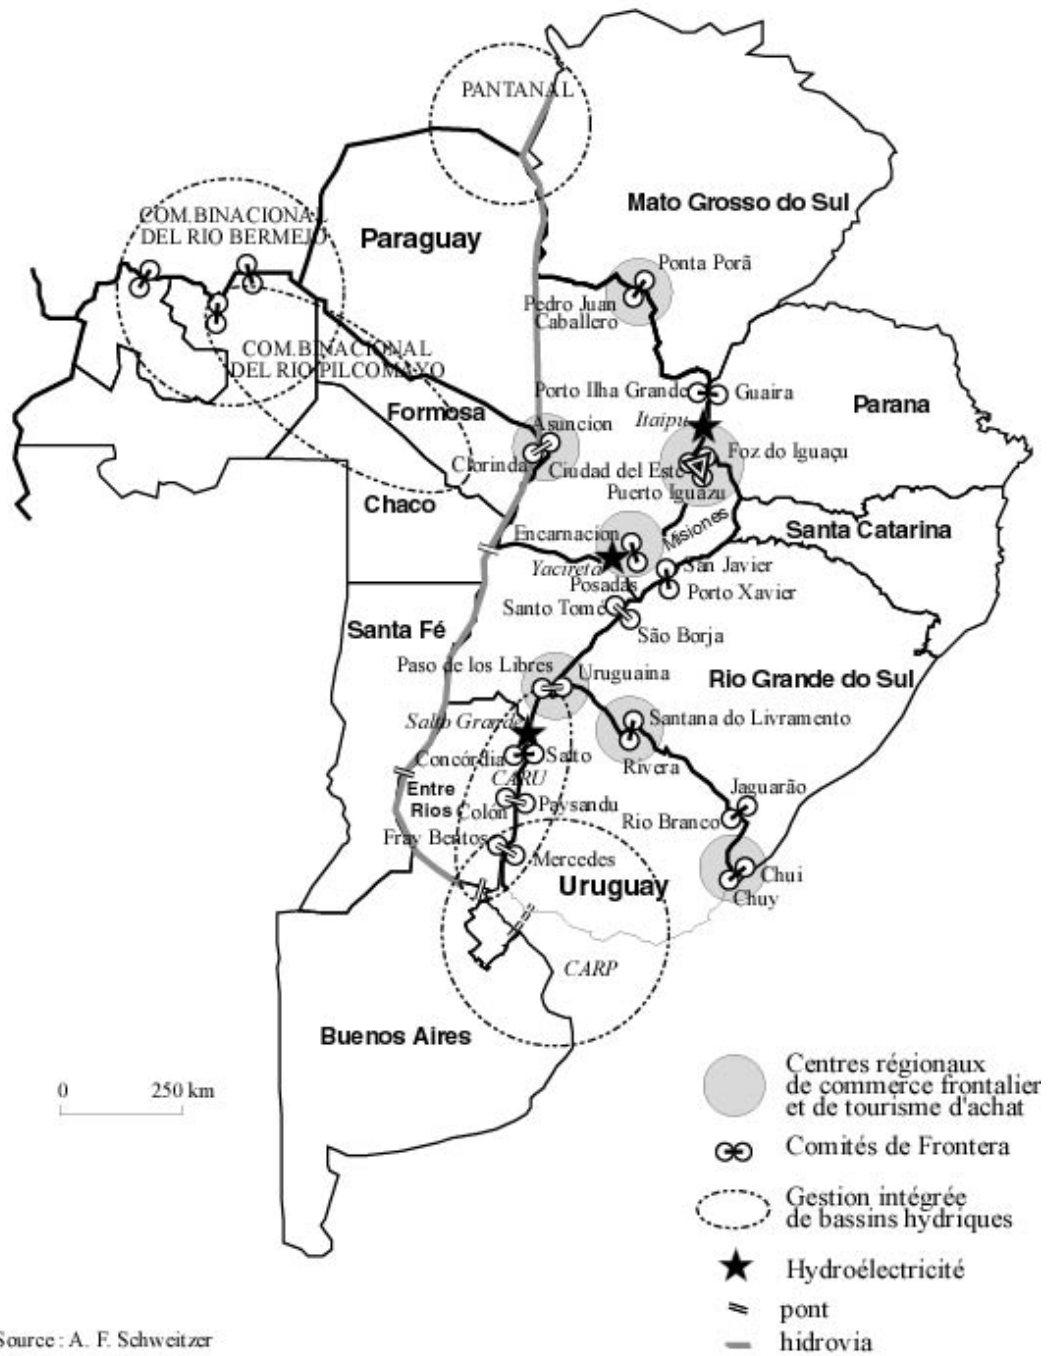 PANTANAL
Mato Grosso do Sul
COM.BINACIONAL
DEL RIO BERMEJO
Paraguay
Ponta Porã
Pedro Juan
Caballero
COM.BINACIONAL
DEL RIO PILCOMAYO
Porto Ilha Grande
Guaira
Parana
Formosa
Itaipu
Asuncion
Foz do Iguaçu
Clorinda
Ciudad del Este
Puerto Iguazu
Chaco
Misiones
Santa Catarina
Encarnacion
San Javier
Yacireta
Posadas
Porto Xavier
Santo Tomé
São Borja
Santa Fé
Paso de los Libres
Uruguaina
Rio Grande do Sul
Salto Grande
Santana do Livramento
Concórdia
Salto
Rivera
CARU
Entre
Rios
Colón
Paysandu
Jaguarão
Rio Branco
Fray Bentos
Mercedes
Uruguay
Chui
Chuy
CARP
Buenos Aires
0 250 km
Centres régionaux
de commerce frontalier
et de tourisme d'achat
Comités de Frontera
Gestion intégrée
de bassins hydriques
Hydroélectricité
pont
hidrovia
Source : A. F. Schweitzer